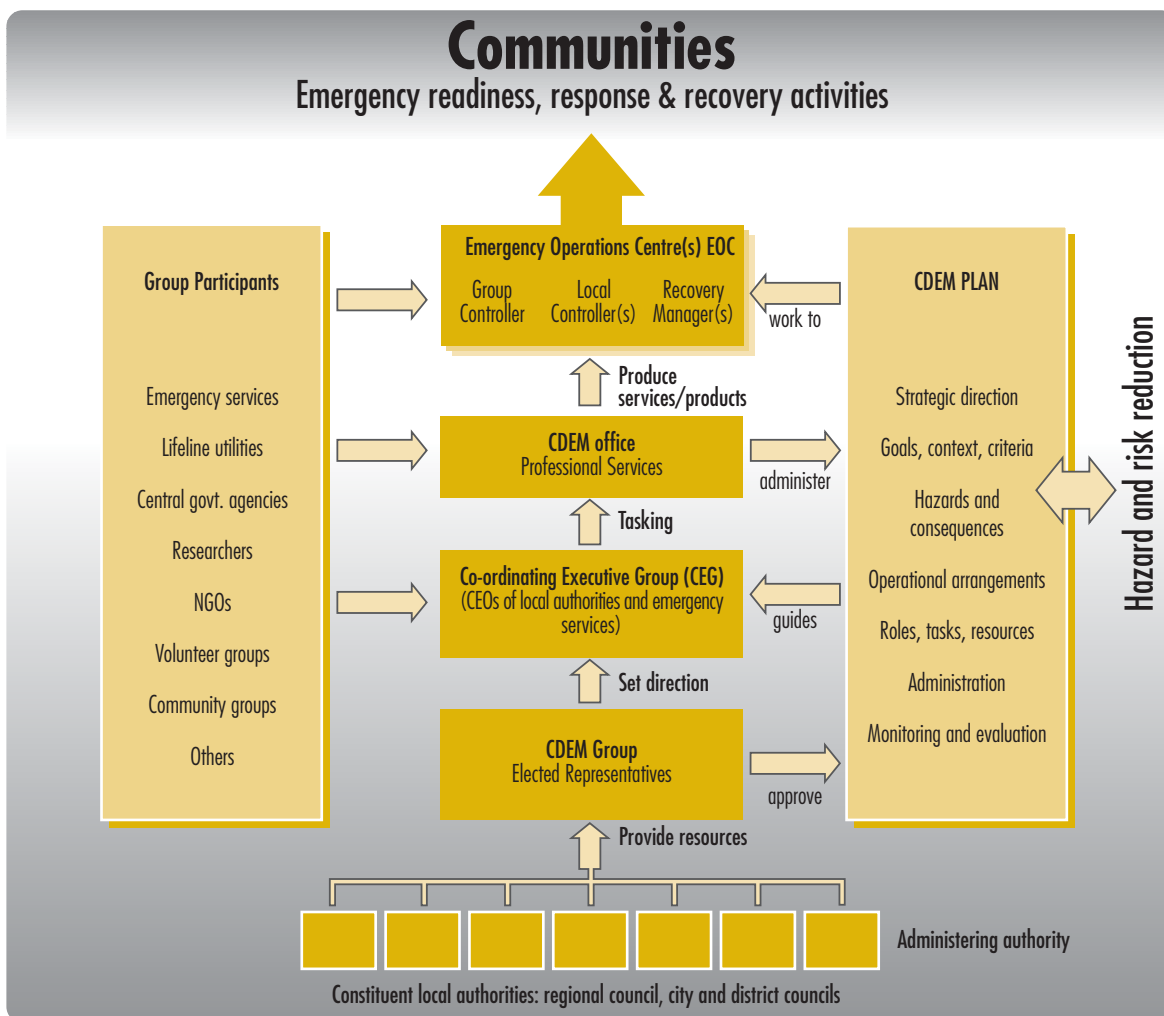 Communities
Emergency readiness, response & recovery activities
Group Participants
Emergency services
Lifeline utilities
Central govt. agencies
Researchers
NGOs
Volunteer groups
Community groups
Others
Emergency Operations Centre(s) EOC
Group
Controller
Local
Controller(s)
Recovery
Manager(s)
work to
Produce
services/products
CDEM office
Professional Services
administer
Tasking
Co-ordinating Executive Group (CEG)
(CEOs of local authorities and emergency
services)
guides
Set direction
CDEM Group
Elected Representatives
approve
Provide resources
CDEM PLAN
Strategic direction
Goals, context, criteria
Hazards and
consequences
Operational arrangements
Roles, tasks, resources
Administration
Monitoring and evaluation
Hazard and risk reduction
Administering authority
Constituent local authorities: regional council, city and district councils